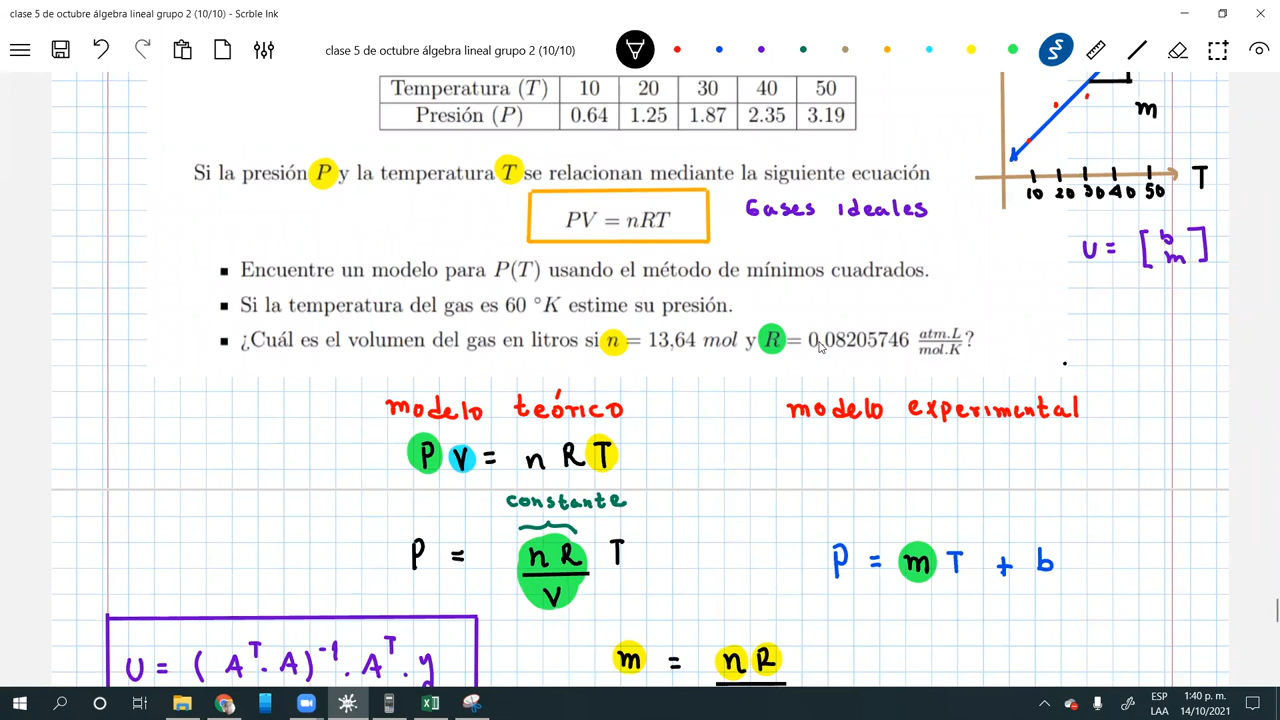 clase 5 de octubre álgebra lineal grupo 2 (10/10) - Scrble Ink
clase 5 de octubre álgebra lineal grupo 2 (10/10)
Temperatura (T) 10 20 30 40 50
Presión (P) 0.64 1.25 1.87 2.35 3.19
m
T
10 20 30 40 50
Si la presión P y la temperatura T se relacionan mediante la siguiente ecuación
PV = nRT
Gases ideales
U = [b m]
▪ Encuentre un modelo para P(T) usando el método de mínimos cuadrados.
▪ Si la temperatura del gas es 60 °K estime su presión.
▪ ¿Cuál es el volumen del gas en litros si n = 13,64 mol y R = 0,08205746 atm.L/mol.K?
modelo teórico
modelo experimental
P V = n R T
constante
P = n R / V T
P = m T + b
U = (Aᵀ. A)⁻¹. Aᵀ. y
m = n R
ESP
LAA
1:40 p. m.
14/10/2021